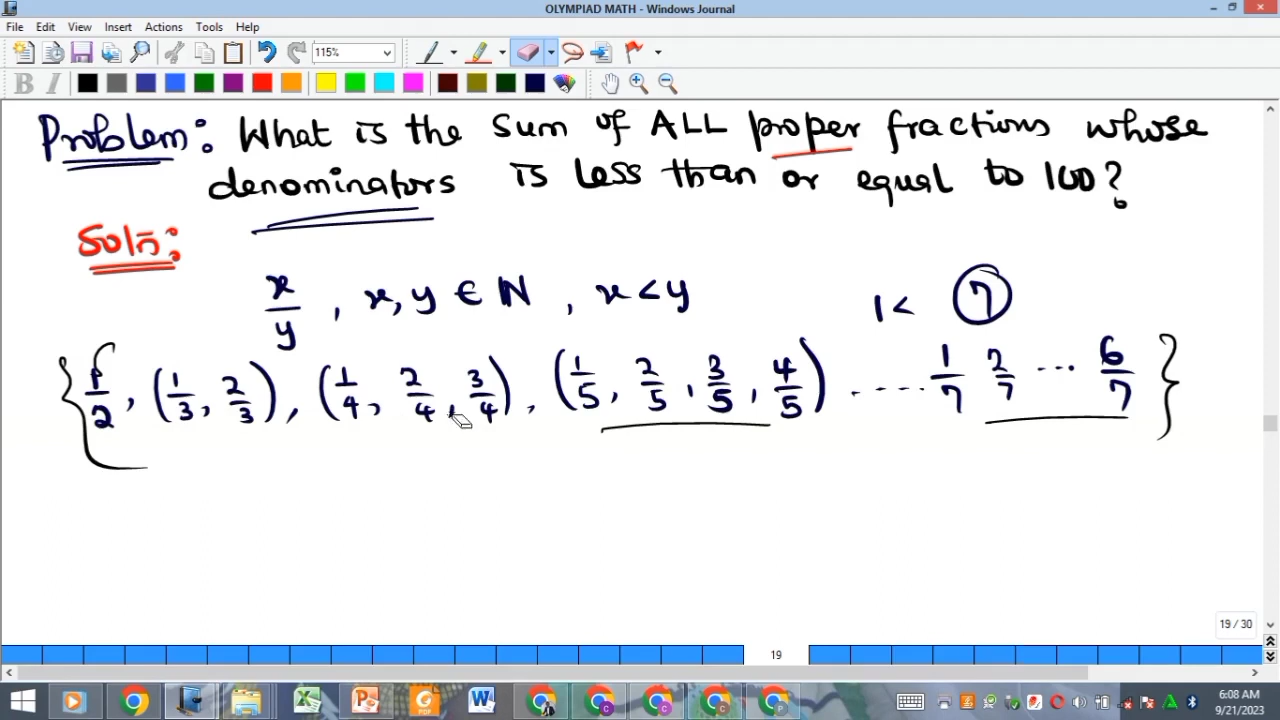 OLYMPIAD MATH - Windows Journal
File Edit View Insert Actions Tools Help
115%
B I
Problem: What is the sum of ALL proper fractions whose
denominators is less than or equal to 100?
Soln:
x/y , x, y ∈ ℕ , x < y 1 < 7
{ 1/2 , (1/3, 2/3), (1/4, 2/4, 3/4), (1/5, 2/5, 3/5, 4/5) ..... 1/7 2/7 ... 6/7 }
19 / 30
19
6:08 AM
9/21/2023